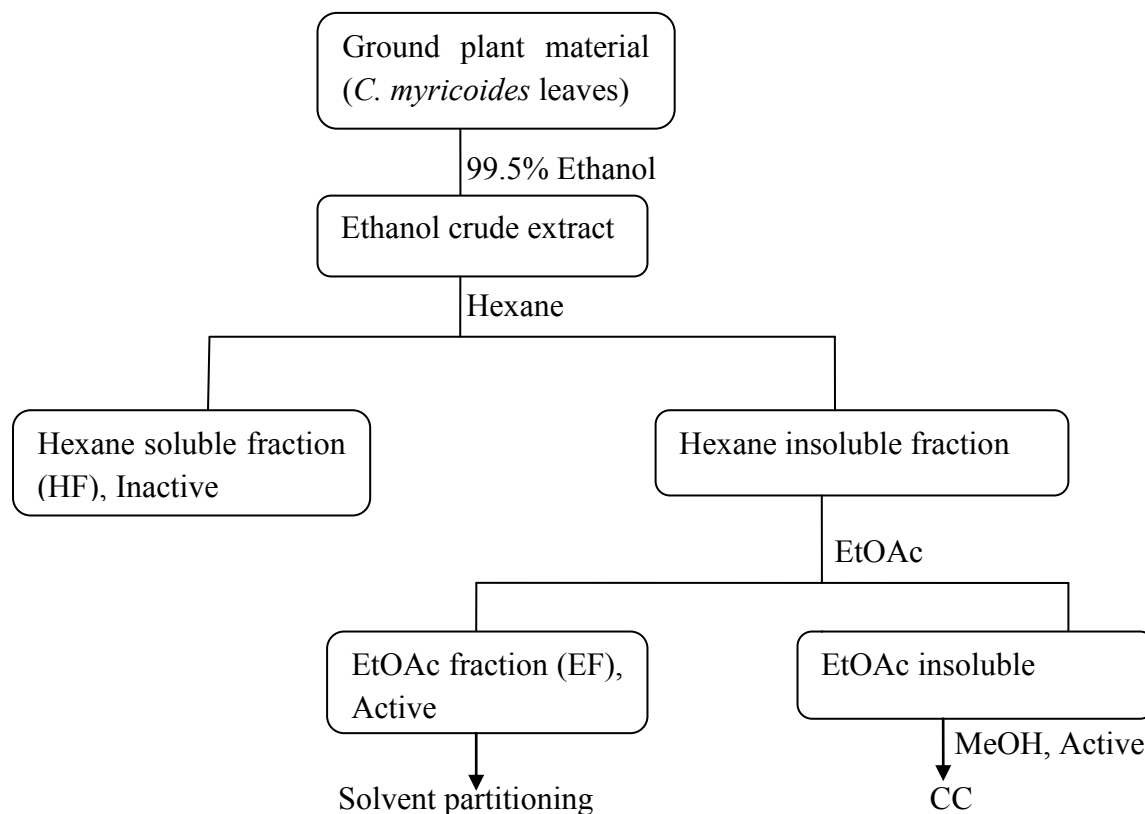 Ground plant material
(C. myricoides leaves)
99.5% Ethanol
Ethanol crude extract
Hexane
Hexane soluble fraction
(HF), Inactive
Hexane insoluble fraction
EtOAc
EtOAc fraction (EF),
Active
EtOAc insoluble
MeOH, Active
Solvent partitioning
CC